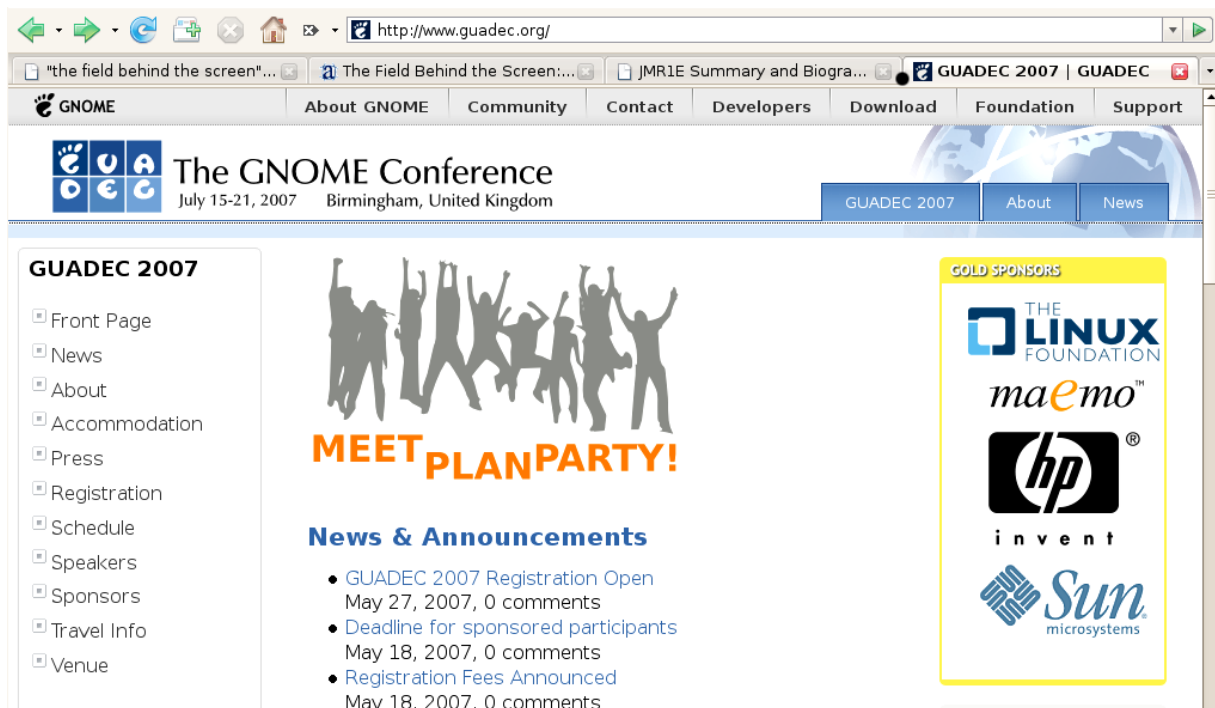 http://www.guadec.org/
"the field behind the screen"...
The Field Behind the Screen:...
JMR1E Summary and Biogra...
GUADEC 2007 | GUADEC
GNOME
About GNOME
Community
Contact
Developers
Download
Foundation
Support
GUADEC
The GNOME Conference
July 15-21, 2007 Birmingham, United Kingdom
GUADEC 2007
About
News
GUADEC 2007
Front Page
News
About
Accommodation
Press
Registration
Schedule
Speakers
Sponsors
Travel Info
Venue
MEET PLAN PARTY!
News & Announcements
GUADEC 2007 Registration Open
May 27, 2007, 0 comments
Deadline for sponsored participants
May 18, 2007, 0 comments
Registration Fees Announced
May 18, 2007, 0 comments
GOLD SPONSORS
THE
LINUX
FOUNDATION
maemo™
hp®
invent
Sun
microsystems